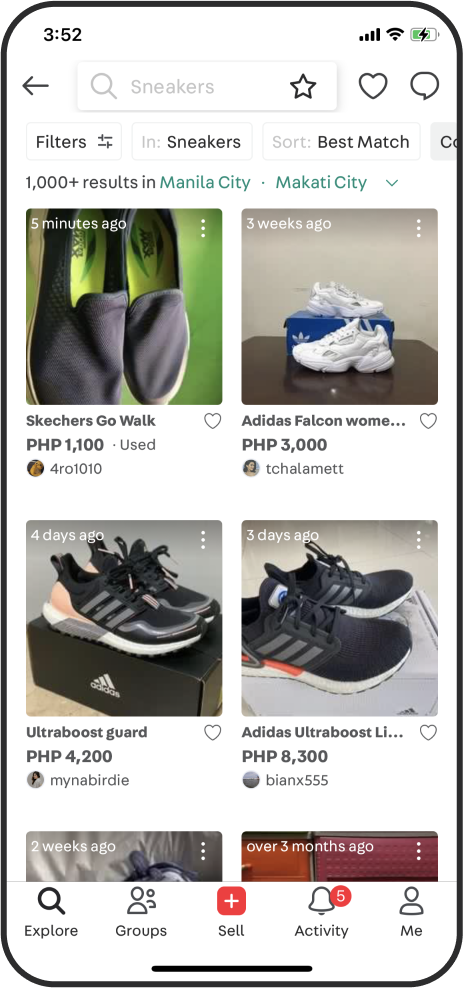 3:52
Sneakers
Filters
In: Sneakers
Sort: Best Match
1,000+ results in Manila City · Makati City
5 minutes ago
3 weeks ago
Skechers Go Walk
Adidas Falcon wome...
PHP 1,100 · Used
PHP 3,000
4ro1010
tchalamett
4 days ago
3 days ago
adidas
Ultraboost guard
Adidas Ultraboost Li...
PHP 4,200
PHP 8,300
mynabirdie
bianx555
2 weeks ago
over 3 months ago
5
Explore
Groups
Sell
Activity
Me